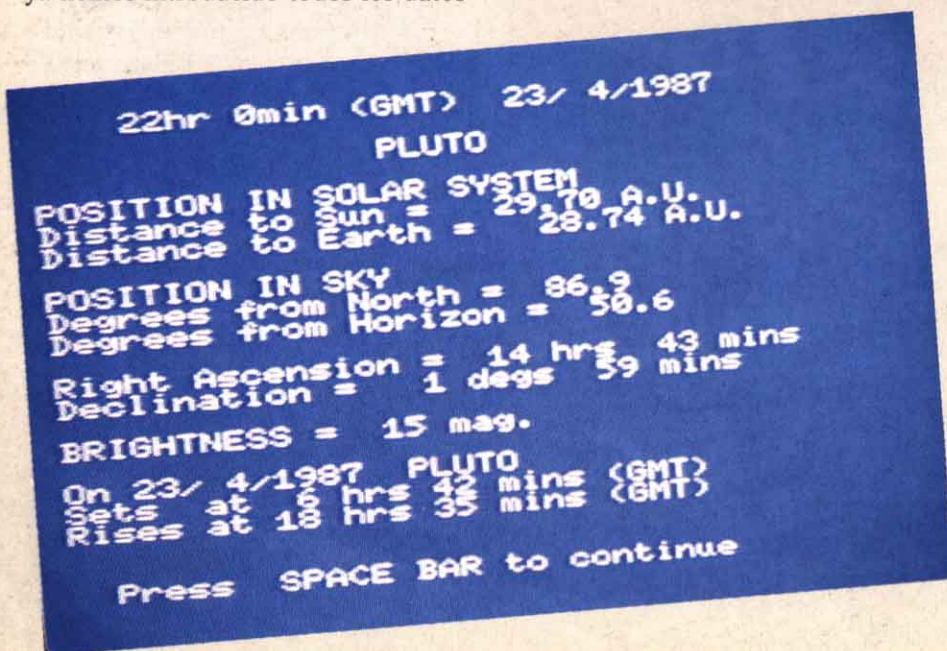 22hr 0min (GMT) 23/ 4/1987
PLUTO
POSITION IN SOLAR SYSTEM
Distance to Sun = 29.70 A.U.
Distance to Earth = 28.74 A.U.
POSITION IN SKY
Degrees from North = 86.9
Degrees from Horizon = 50.6
Right Ascension = 14 hrs 43 mins
Declination = 1 degs 59 mins
BRIGHTNESS = 15 mag.
On 23/ 4/1987 PLUTO
Sets at 6 hrs 42 mins (GMT)
Rises at 18 hrs 35 mins (GMT)
Press SPACE BAR to continue